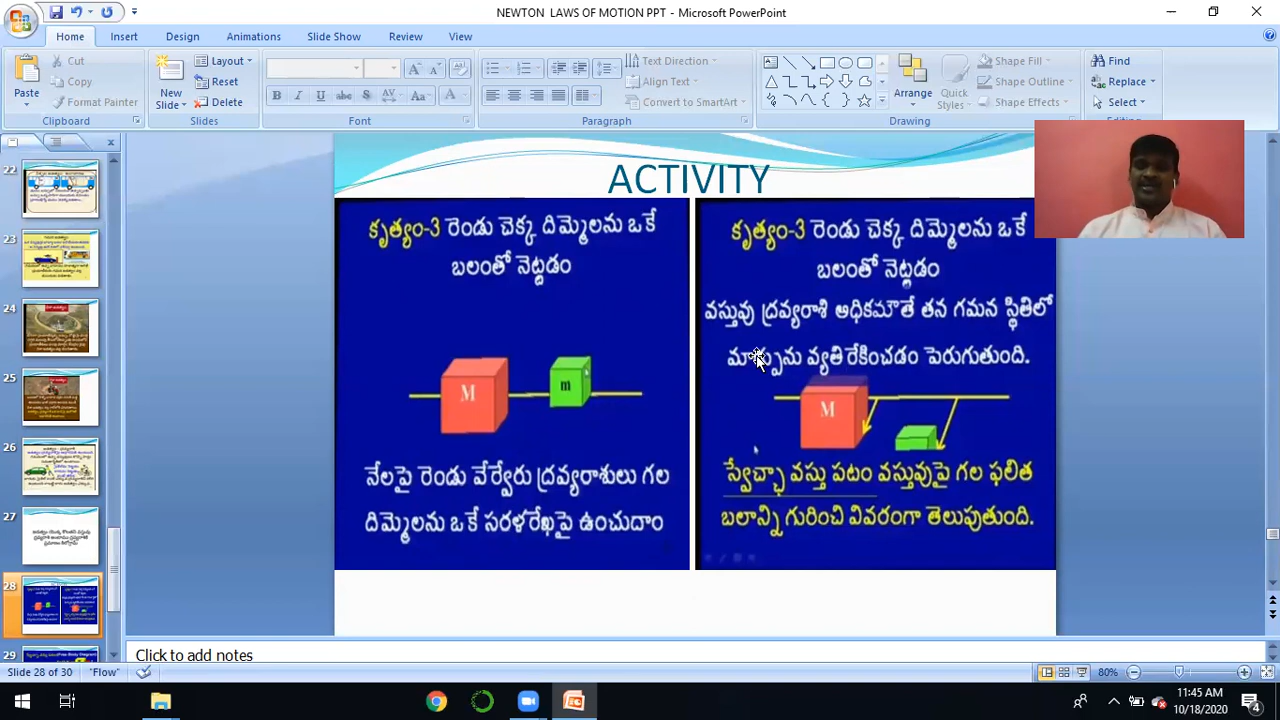 NEWTON LAWS OF MOTION PPT - Microsoft PowerPoint
Home Insert Design Animations Slide Show Review View
Paste
Cut
Copy
Format Painter
Clipboard
New Slide
Layout
Reset
Delete
Slides
Font
Text Direction
Align Text
Convert to SmartArt
Paragraph
Arrange
Quick Styles
Shape Fill
Shape Outline
Shape Effects
Drawing
Find
Replace
Select
22
23
24
25
26
27
28
29
ACTIVITY
కృత్యం-3 రెండు చెక్క దిమ్మెలను ఒకే
బలంతో నెట్టడం
M
m
నేలపై రెండు వేర్వేరు ద్రవ్యరాశులు గల
దిమ్మెలను ఒకే సరళరేఖపై ఉంచుదాం
కృత్యం-3 రెండు చెక్క దిమ్మెలను ఒకే
బలంతో నెట్టడం
వస్తువు ద్రవ్యరాశి అధికమౌతే తన గమన స్థితిలో
మార్పును వ్యతిరేకించడం పెరుగుతుంది.
M
స్వేచ్ఛా వస్తు పటం వస్తువుపై గల ఫలిత
బలాన్ని గురించి వివరంగా తెలుపుతుంది.
Click to add notes
Slide 28 of 30 "Flow" 80%
11:45 AM
10/18/2020
4